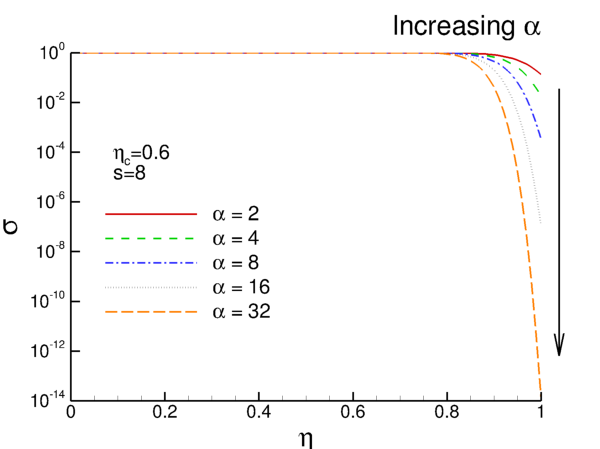 Increasing α
10⁰
10⁻²
10⁻⁴
10⁻⁶
10⁻⁸
10⁻¹⁰
10⁻¹²
10⁻¹⁴
σ
η_c=0.6
s=8
α = 2
α = 4
α = 8
α = 16
α = 32
0 0.2 0.4 0.6 0.8 1
η